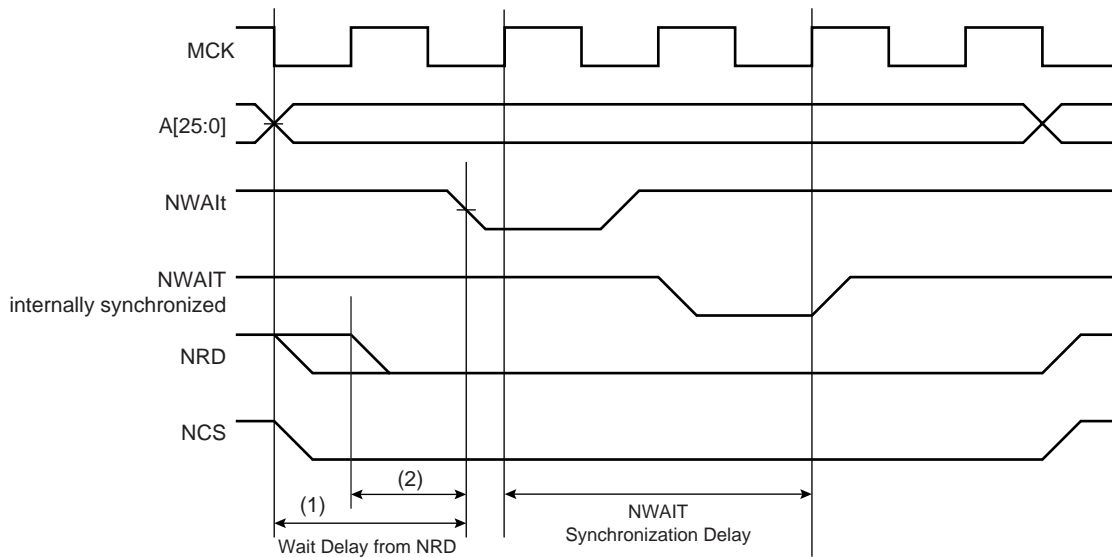 MCK
A[25:0]
NWAIt
NWAIT
internally synchronized
NRD
NCS
(2)
(1)
Wait Delay from NRD
NWAIT
Synchronization Delay